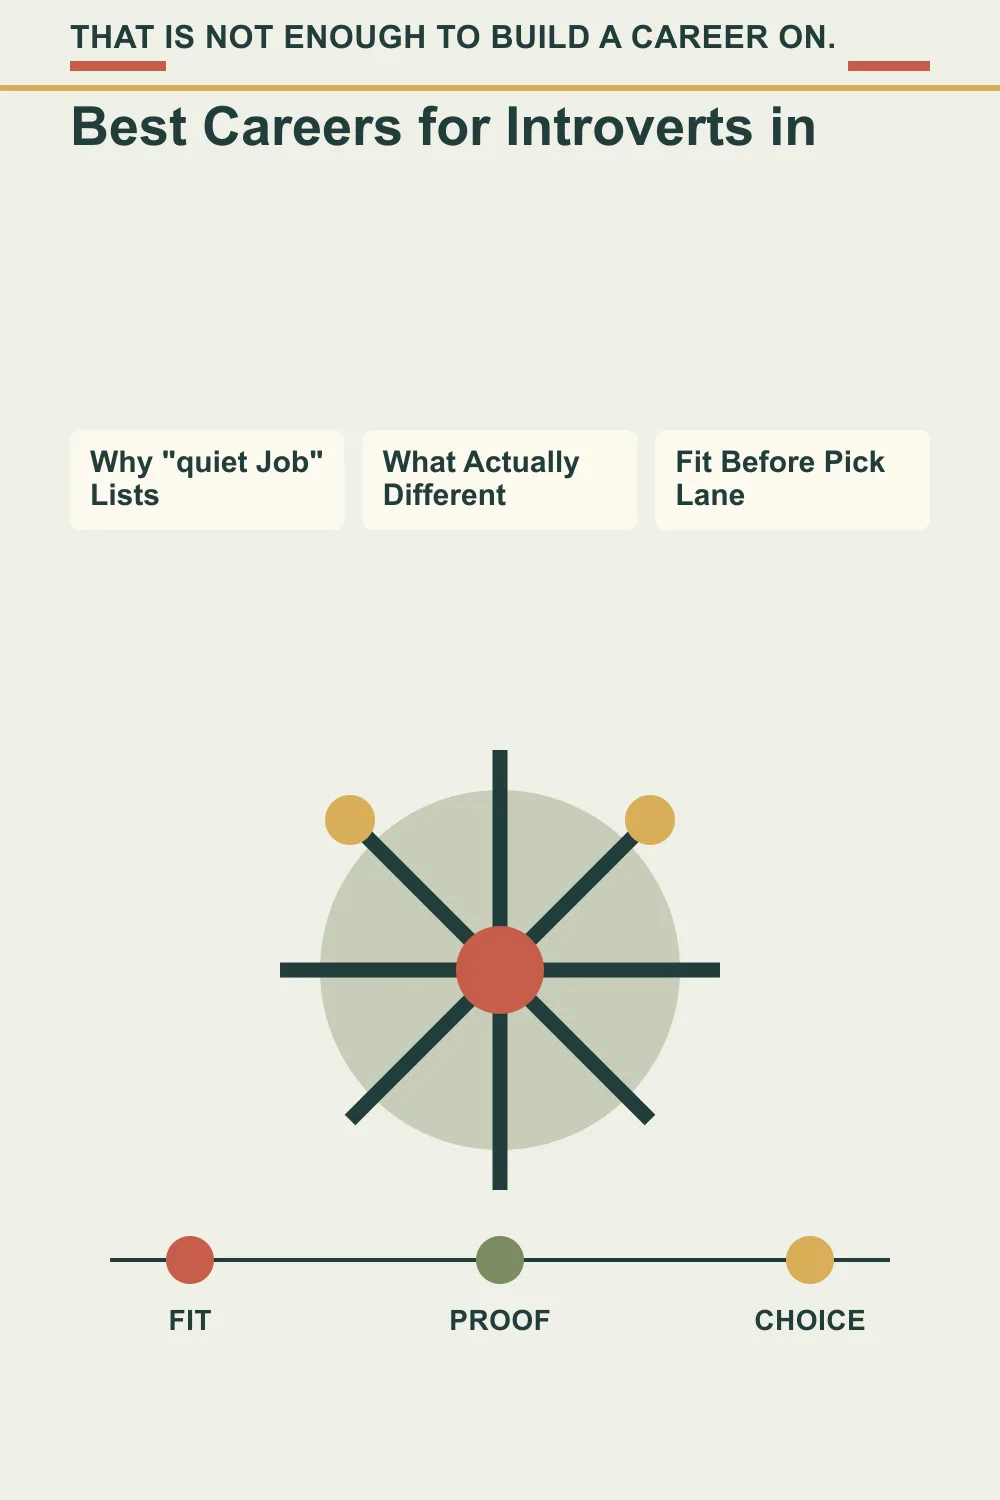 THAT IS NOT ENOUGH TO BUILD A CAREER ON.
Best Careers for Introverts in
Why "quiet Job"
Lists
What Actually
Different
Fit Before Pick
Lane
FIT
PROOF
CHOICE